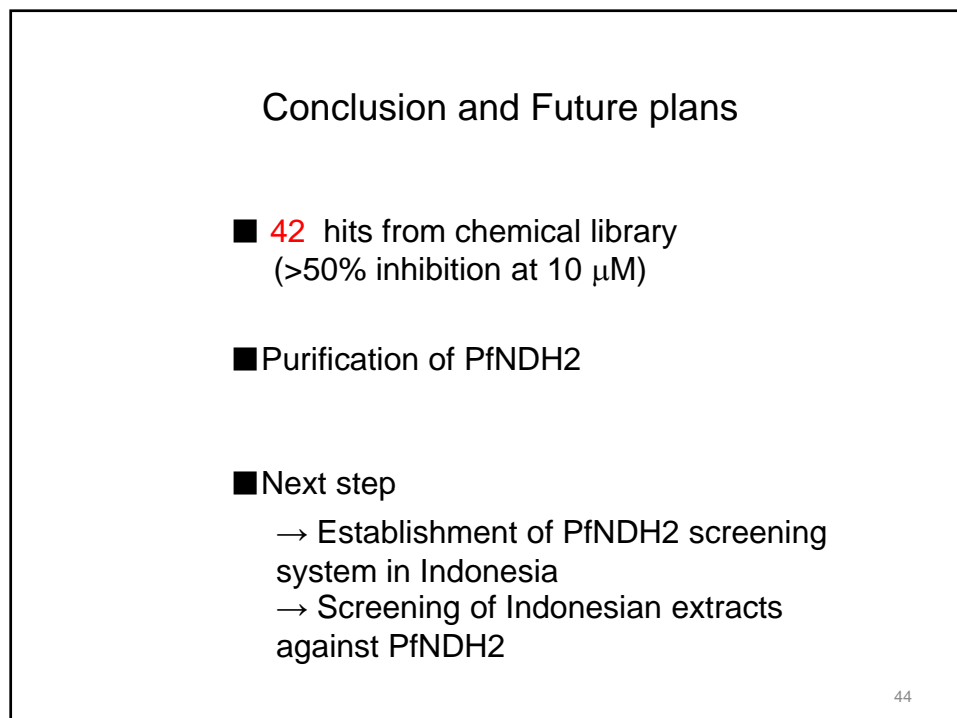 Conclusion and Future plans
■ 42 hits from chemical library
(>50% inhibition at 10 μM)
■Purification of PfNDH2
■Next step
→ Establishment of PfNDH2 screening
system in Indonesia
→ Screening of Indonesian extracts
against PfNDH2
44